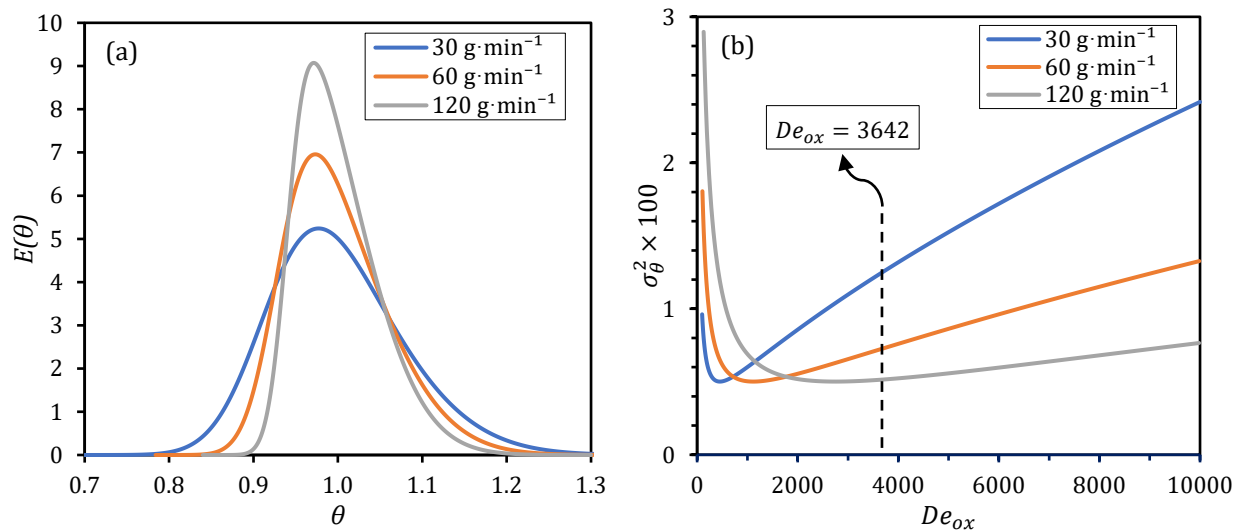 (a)
30 g·min⁻¹
60 g·min⁻¹
120 g·min⁻¹
10
9
8
7
6
5
4
3
2
1
0
E(θ)
0.7 0.8 0.9 1.0 1.1 1.2 1.3
θ
(b)
30 g·min⁻¹
60 g·min⁻¹
120 g·min⁻¹
De_ox = 3642
3
2
1
0
σ_θ² × 100
0 2000 4000 6000 8000 10000
De_ox